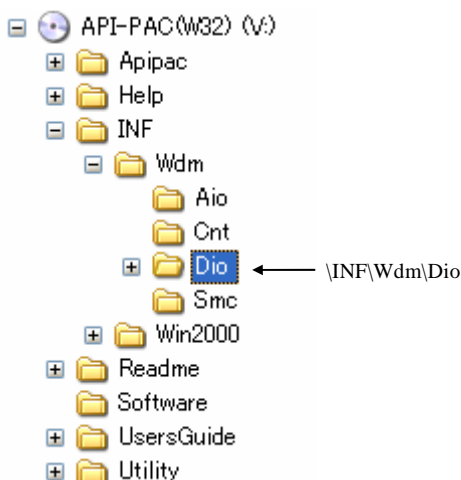 API-PAC(W32) (V:)
Apipac
Help
INF
Wdm
Aio
Cnt
Dio
\INF\Wdm\Dio
Smc
Win2000
Readme
Software
UsersGuide
Utility